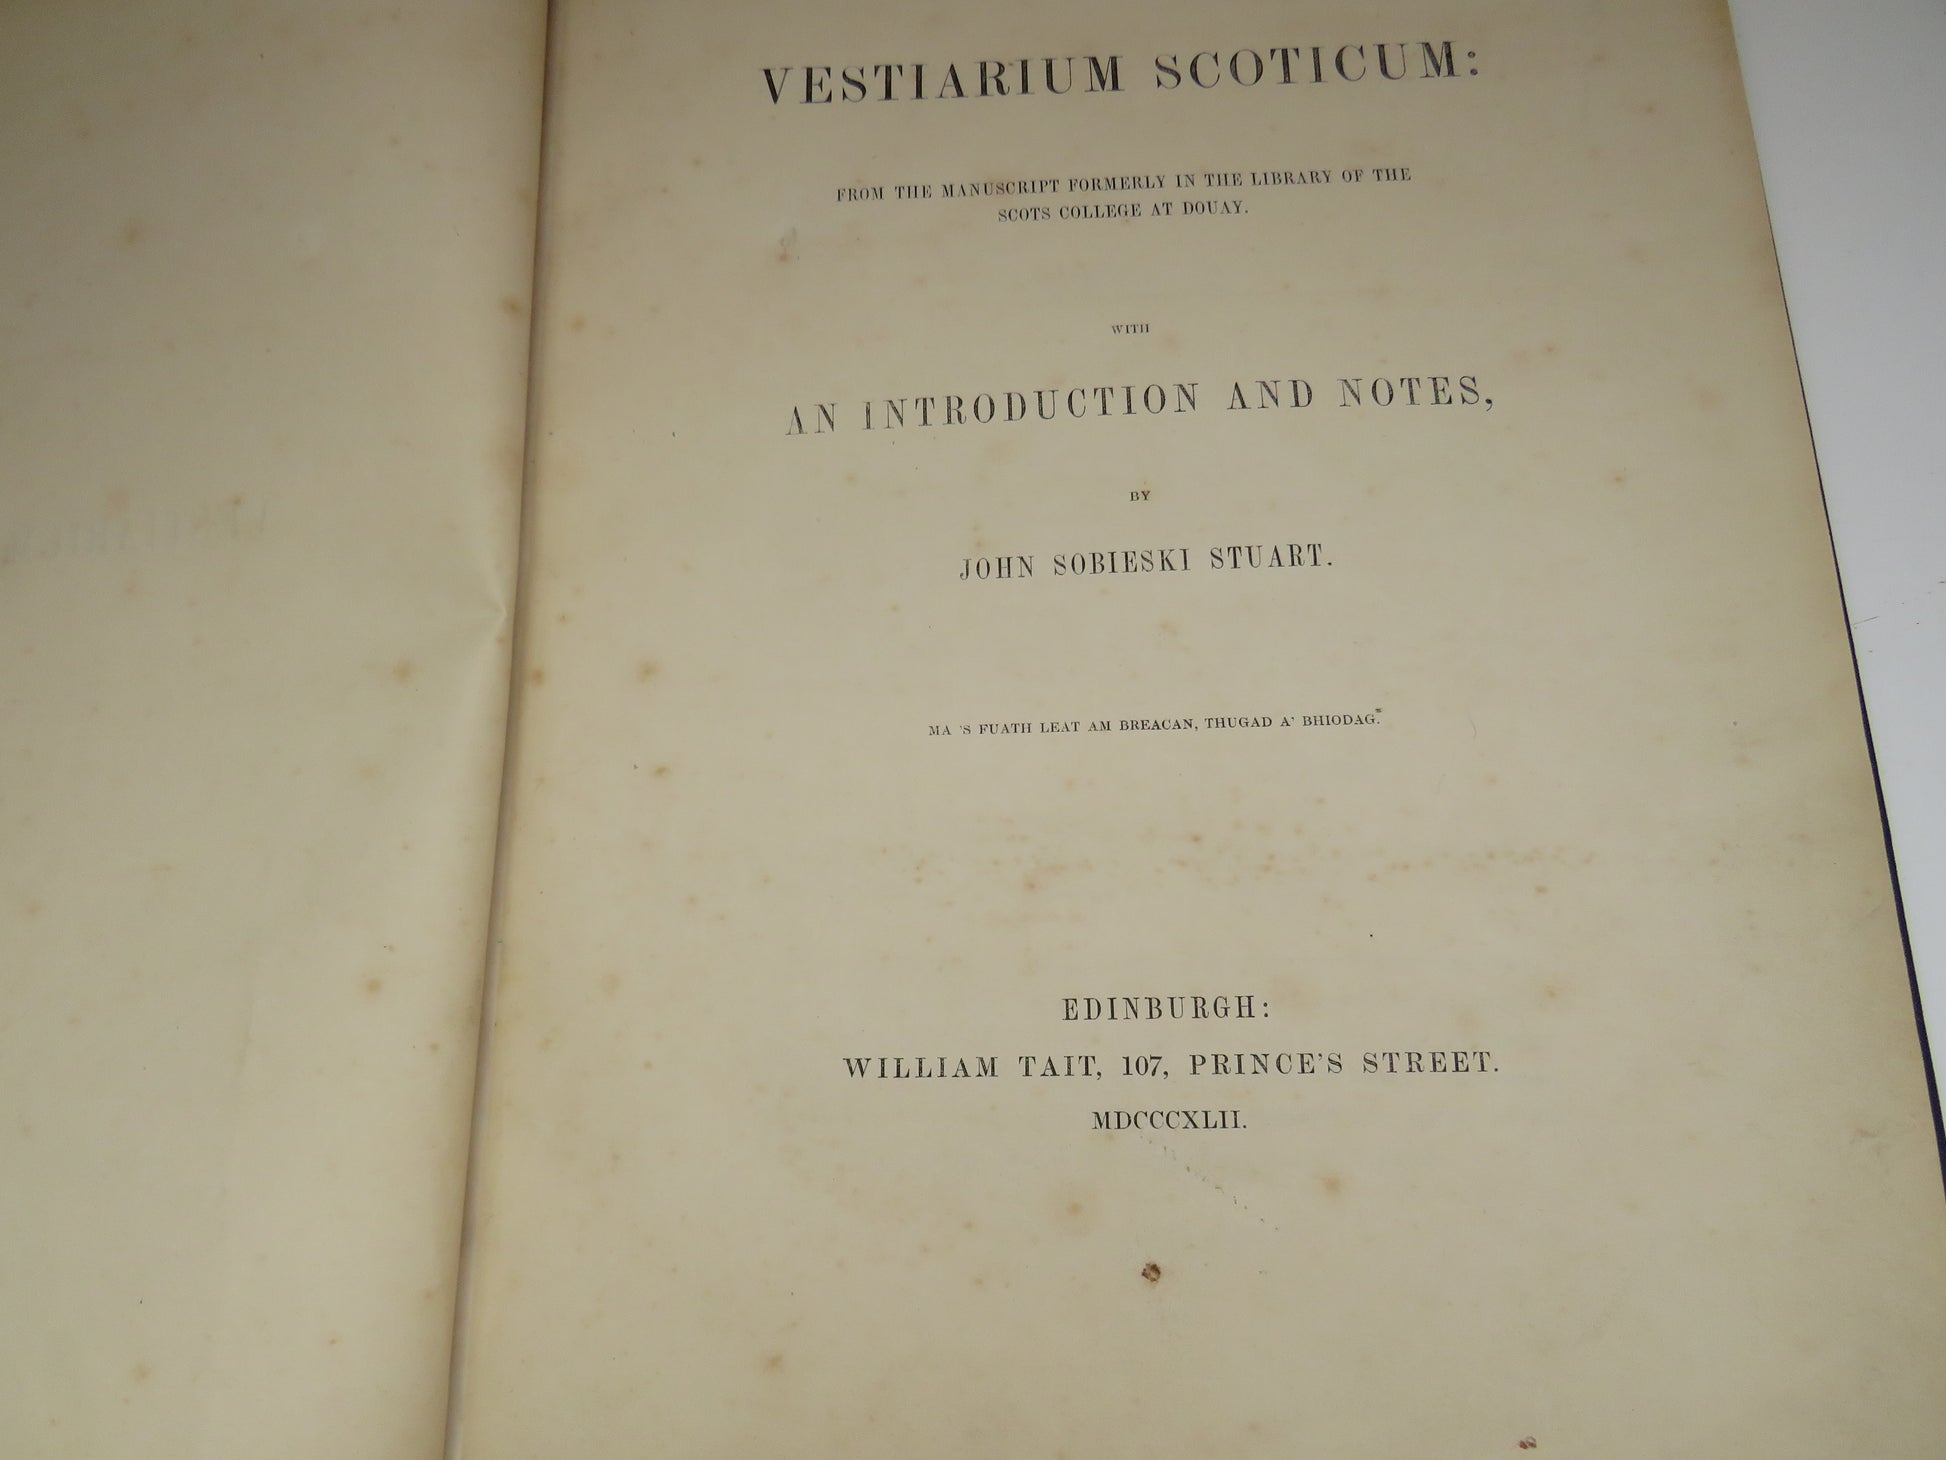 VESTIARIUM SCOTICUM:
FROM THE MANUSCRIPT FORMERLY IN THE LIBRARY OF THE
SCOTS COLLEGE AT DOUAY.
WITH
AN INTRODUCTION AND NOTES,
BY
JOHN SOBIESKI STUART.
MA 'S FUATH LEAT AM BREACAN, THUGAD A' BHIODAG.*
EDINBURGH:
WILLIAM TAIT, 107, PRINCE'S STREET.
MDCCCXLII.